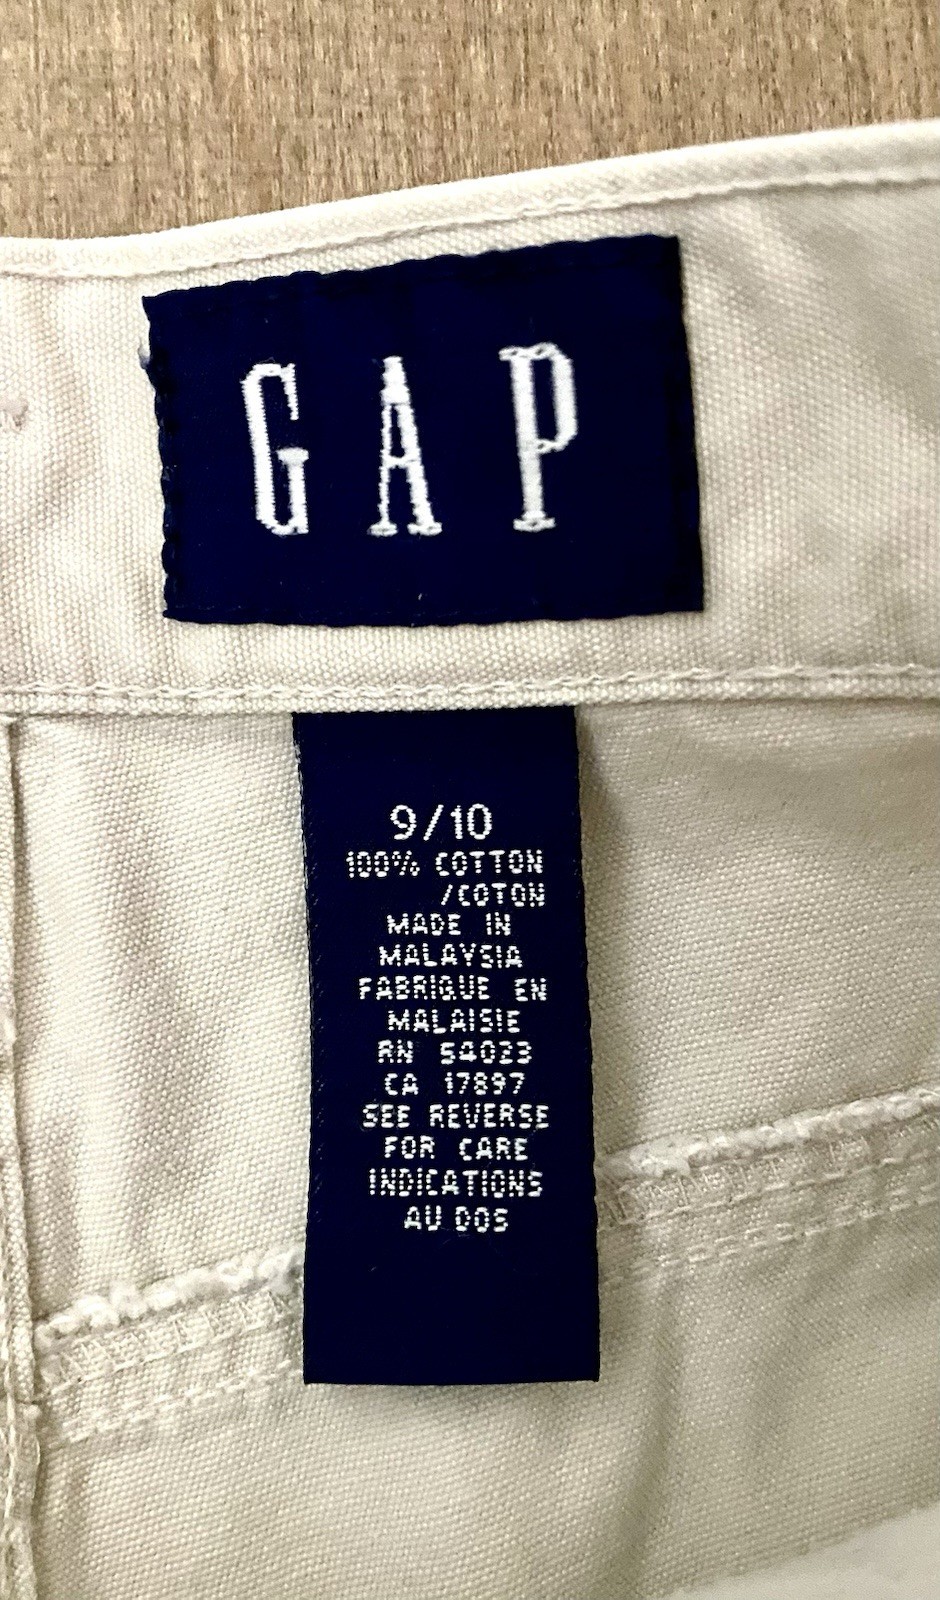 GAP
9/10
100% COTTON
/COTON
MADE IN
MALAYSIA
FABRIQUE EN
MALAISIE
RN 54023
CA 17897
SEE REVERSE
FOR CARE
INDICATIONS
AU DOS